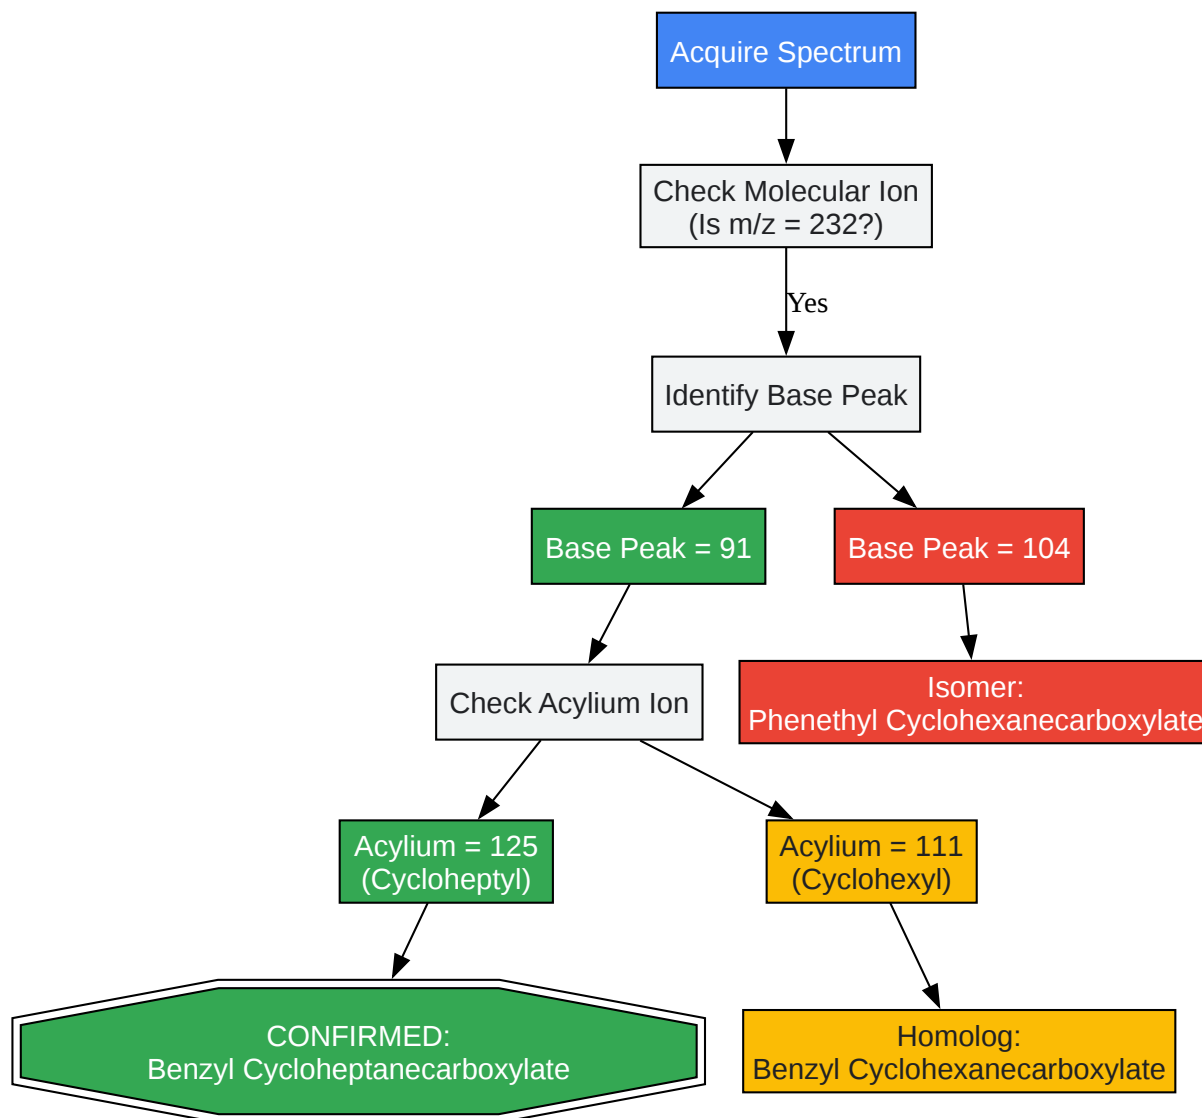 Acquire Spectrum
Check Molecular Ion
(Is m/z = 232?)
Yes
Identify Base Peak
Base Peak = 91
Base Peak = 104
Check Acylium Ion
Isomer:
Phenethyl Cyclohexanecarboxylate
Acylium = 125
(Cycloheptyl)
Acylium = 111
(Cyclohexyl)
CONFIRMED:
Benzyl Cycloheptanecarboxylate
Homolog:
Benzyl Cyclohexanecarboxylate